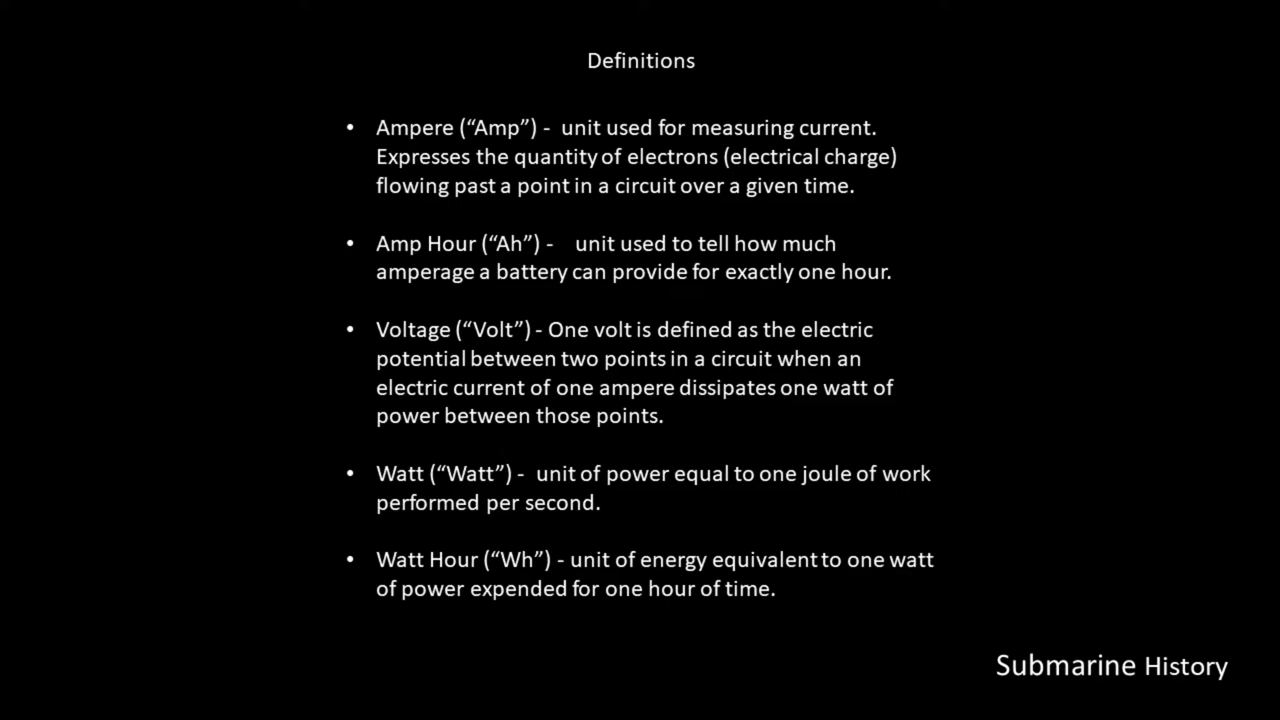 Definitions
• Ampere (“Amp”) - unit used for measuring current.
Expresses the quantity of electrons (electrical charge)
flowing past a point in a circuit over a given time.
• Amp Hour (“Ah”) - unit used to tell how much
amperage a battery can provide for exactly one hour.
• Voltage (“Volt”) - One volt is defined as the electric
potential between two points in a circuit when an
electric current of one ampere dissipates one watt of
power between those points.
• Watt (“Watt”) - unit of power equal to one joule of work
performed per second.
• Watt Hour (“Wh”) - unit of energy equivalent to one watt
of power expended for one hour of time.
Submarine History